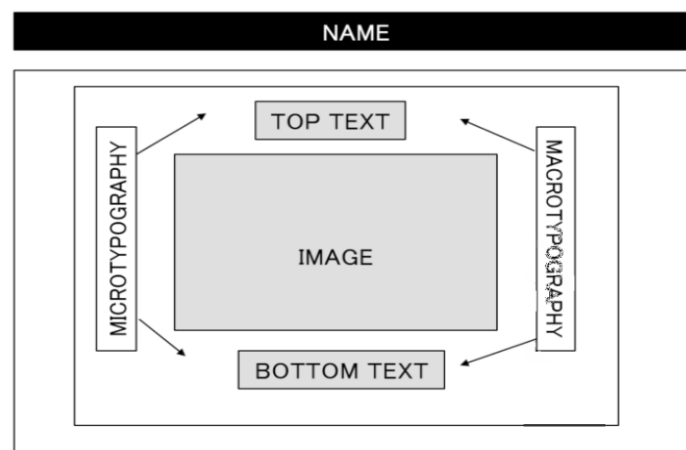 NAME
TOP TEXT
MICROTYPOGRAPHY
MACROTYPOGRAPHY
IMAGE
BOTTOM TEXT